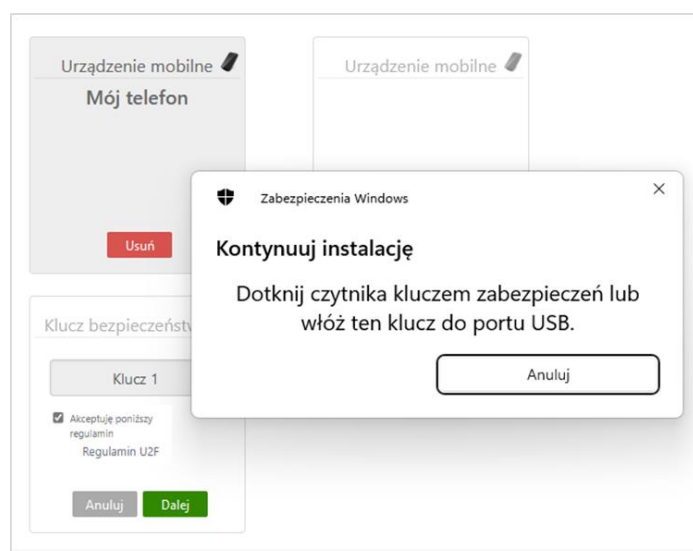 Urządzenie mobilne
Mój telefon
Usuń
Urządzenie mobilne
Zabezpieczenia Windows
Kontynuuj instalację
Dotknij czytnika kluczem zabezpieczeń lub
włóż ten klucz do portu USB.
Anuluj
Klucz
Klucz 1
Akceptuję poniższy
regulamin
Regulamin U2F
Anuluj
Dalej